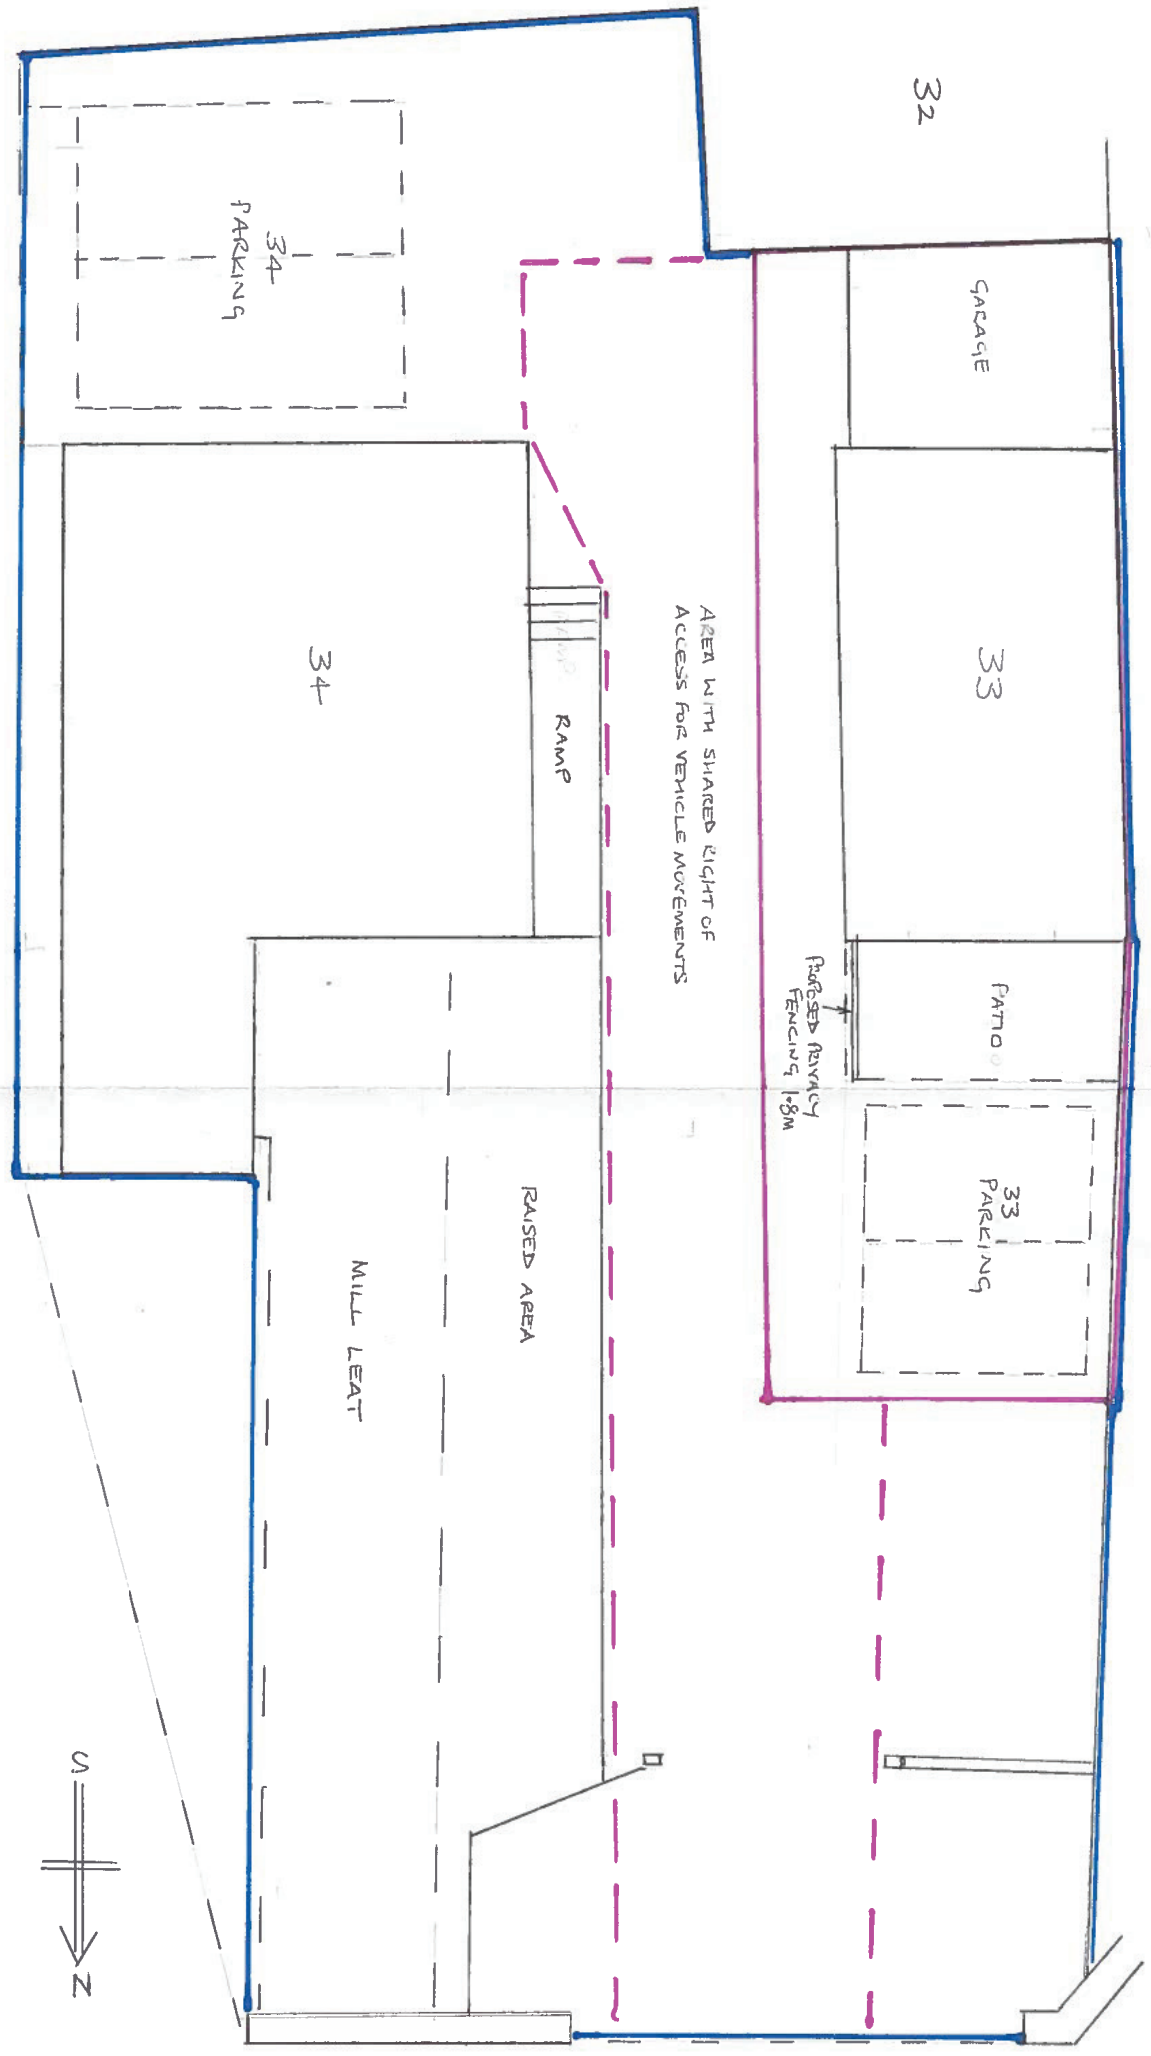 32
GARAGE
33
PATIO
PROPOSED PRIVACY
FENCING 1.8M
33
PARKING
AREA WITH SHARED RIGHT OF
ACCESS FOR VEHICLE MOVEMENTS
34
PARKING
34
RAMP
RAMP
RAISED AREA
MILL LEAT
S
N